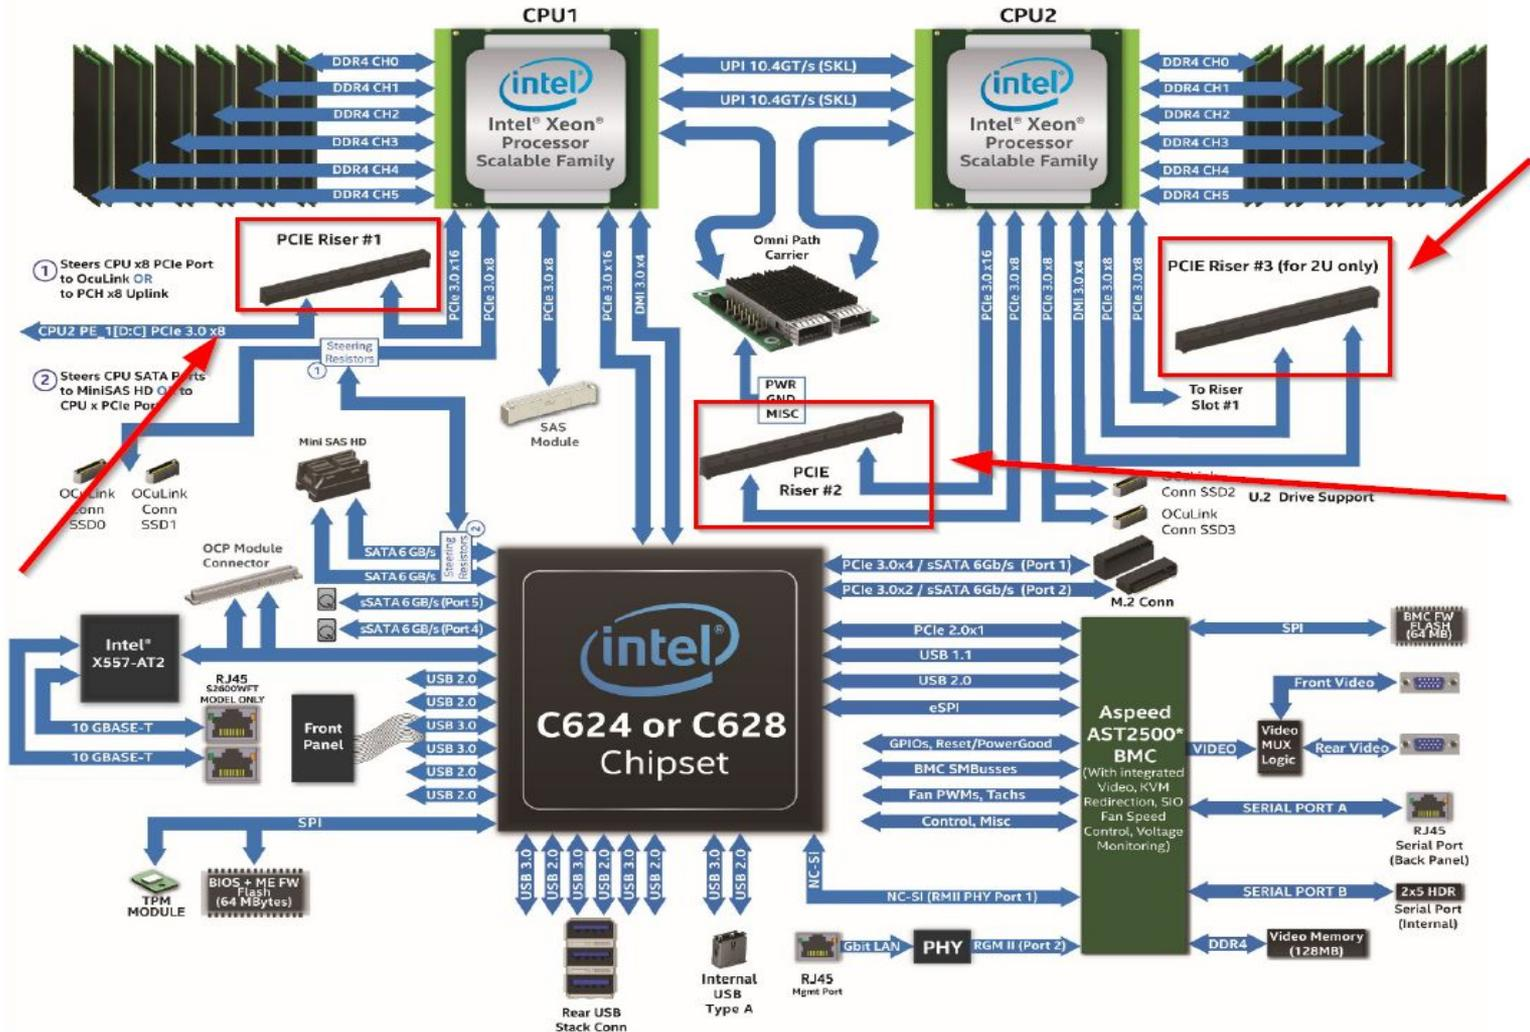 CPU1
CPU2
DDR4 CH0
DDR4 CH1
DDR4 CH2
DDR4 CH3
DDR4 CH4
DDR4 CH5
intel®
Intel® Xeon®
Processor
Scalable Family
UPI 10.4GT/s (SKL)
UPI 10.4GT/s (SKL)
intel®
Intel® Xeon®
Processor
Scalable Family
DDR4 CH0
DDR4 CH1
DDR4 CH2
DDR4 CH3
DDR4 CH4
DDR4 CH5
PCIE Riser #1
1 Steers CPU x8 PCIe Port
to OcuLink OR
to PCH x8 Uplink
CPU2 PE_1[D:C] PCIe 3.0 x8
PCIe 3.0 x16
PCIe 3.0 x8
PCIe 3.0 x8
PCIe 3.0 x16
DMI 3.0 x4
Omni Path
Carrier
PCIe 3.0 x16
PCIe 3.0 x8
PCIe 3.0 x8
DMI 3.0 x4
PCIe 3.0 x8
PCIe 3.0 x8
PCIE Riser #3 (for 2U only)
Steering
Resistors
1
2 Steers CPU SATA Ports
to MiniSAS HD OR to
CPU x PCIe Port
PWR
GND
MISC
To Riser
Slot #1
SAS
Module
Mini SAS HD
PCIE
Riser #2
OCuLink
Conn
SSD0
OCuLink
Conn
SSD1
OCuLink
Conn SSD2
U.2 Drive Support
OCuLink
Conn SSD3
OCP Module
Connector
SATA 6 GB/s
SATA 6 GB/s
Steering
Resistors
2
sSATA 6 GB/s (Port 5)
sSATA 6 GB/s (Port 4)
PCIe 3.0x4 / sSATA 6Gb/s (Port 1)
PCIe 3.0x2 / sSATA 6Gb/s (Port 2)
M.2 Conn
Intel®
X557-AT2
RJ45
S2600WFT
MODEL ONLY
10 GBASE-T
10 GBASE-T
Front
Panel
USB 2.0
USB 2.0
USB 3.0
USB 3.0
USB 2.0
USB 2.0
intel®
C624 or C628
Chipset
PCIe 2.0x1
USB 1.1
USB 2.0
eSPI
GPIOs, Reset/PowerGood
BMC SMBusses
Fan PWMs, Tachs
Control, Misc
Aspeed
AST2500*
BMC
(With integrated
Video, KVM
Redirection, SIO
Fan Speed
Control, Voltage
Monitoring)
SPI
BMC FW
FLASH
(64 MB)
Front Video
VIDEO
Video
MUX
Logic
Rear Video
SERIAL PORT A
RJ45
Serial Port
(Back Panel)
SERIAL PORT B
2x5 HDR
Serial Port
(Internal)
DDR4
Video Memory
(128MB)
SPI
TPM
MODULE
BIOS + ME FW
Flash
(64 MBytes)
USB 3.0
USB 2.0
USB 3.0
USB 2.0
USB 3.0
USB 2.0
USB 3.0
USB 2.0
NC-SI
NC-SI (RMII PHY Port 1)
Rear USB
Stack Conn
Internal
USB
Type A
RJ45
Mgmt Port
Gbit LAN
PHY
RGM II (Port 2)